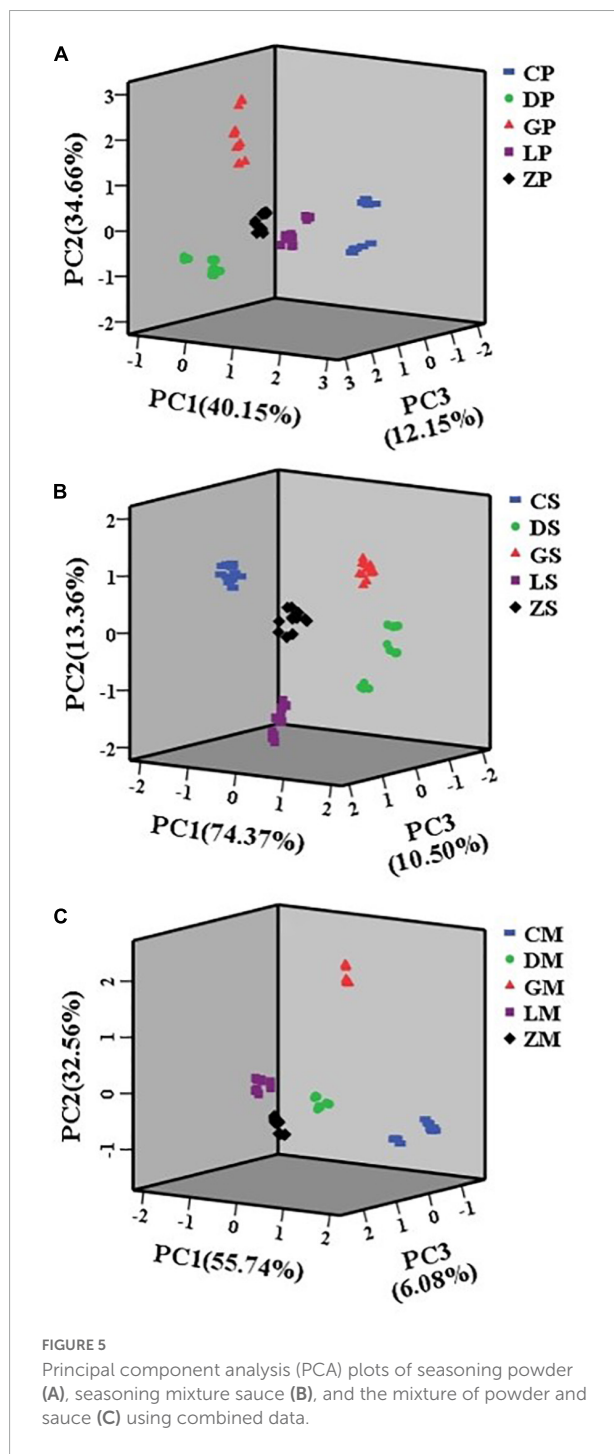 A
CP
DP
GP
LP
ZP
PC2(34.66%)
3
2
1
0
-1
-2
-1
0
1
2
3
3
2
1
0
-1
-2
PC1(40.15%)
PC3
(12.15%)
B
CS
DS
GS
LS
ZS
PC2(13.36%)
2
1
0
-1
-2
-2
-1
0
1
2
2
1
0
-1
-2
PC1(74.37%)
PC3
(10.50%)
C
CM
DM
GM
LM
ZM
PC2(32.56%)
2
1
0
-1
-2
-1
0
1
2
2
1
0
-1
PC1(55.74%)
PC3
(6.08%)
FIGURE 5
Principal component analysis (PCA) plots of seasoning powder
(A), seasoning mixture sauce (B), and the mixture of powder and
sauce (C) using combined data.